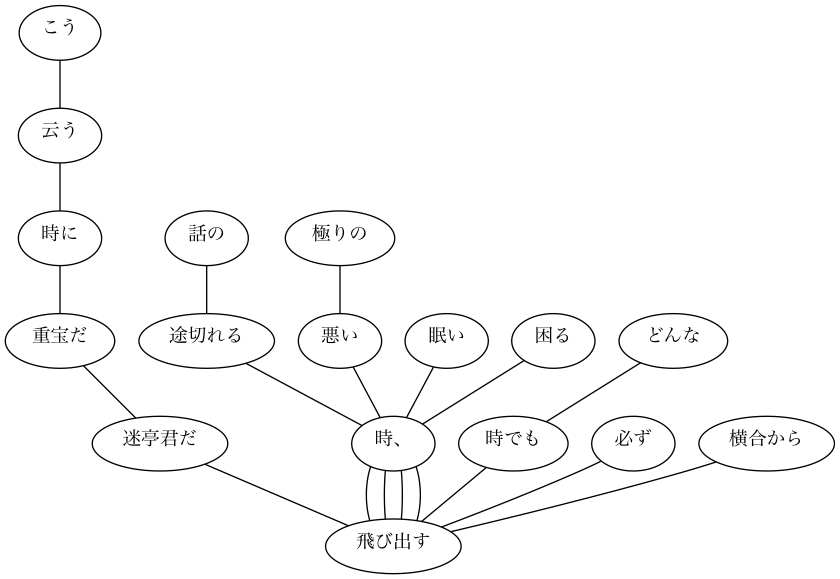 こう
云う
時に
話の
極りの
重宝だ
途切れる
悪い
眠い
困る
どんな
迷亭君だ
時、
時でも
必ず
横合から
飛び出す